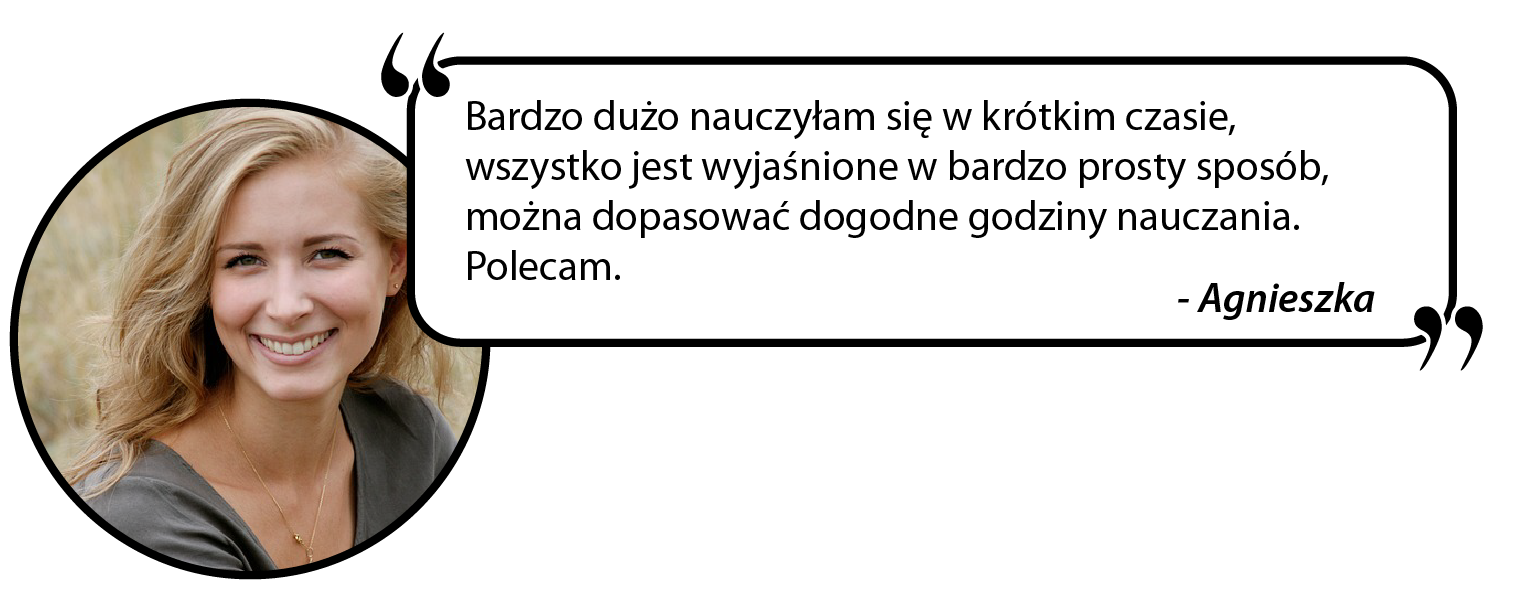 Bardzo dużo nauczyłam się w krótkim czasie,
wszystko jest wyjaśnione w bardzo prosty sposób,
można dopasować dogodne godziny nauczania.
Polecam.
- Agnieszka